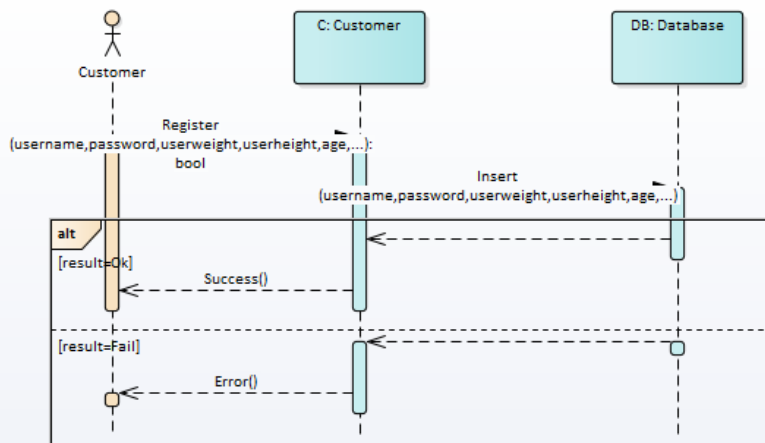 C: Customer
DB: Database
Customer
Register
(username,password,userweight,userheight,age,...):
bool
Insert
(username,password,userweight,userheight,age,...)
alt
[result=Ok]
Success()
[result=Fail]
Error()